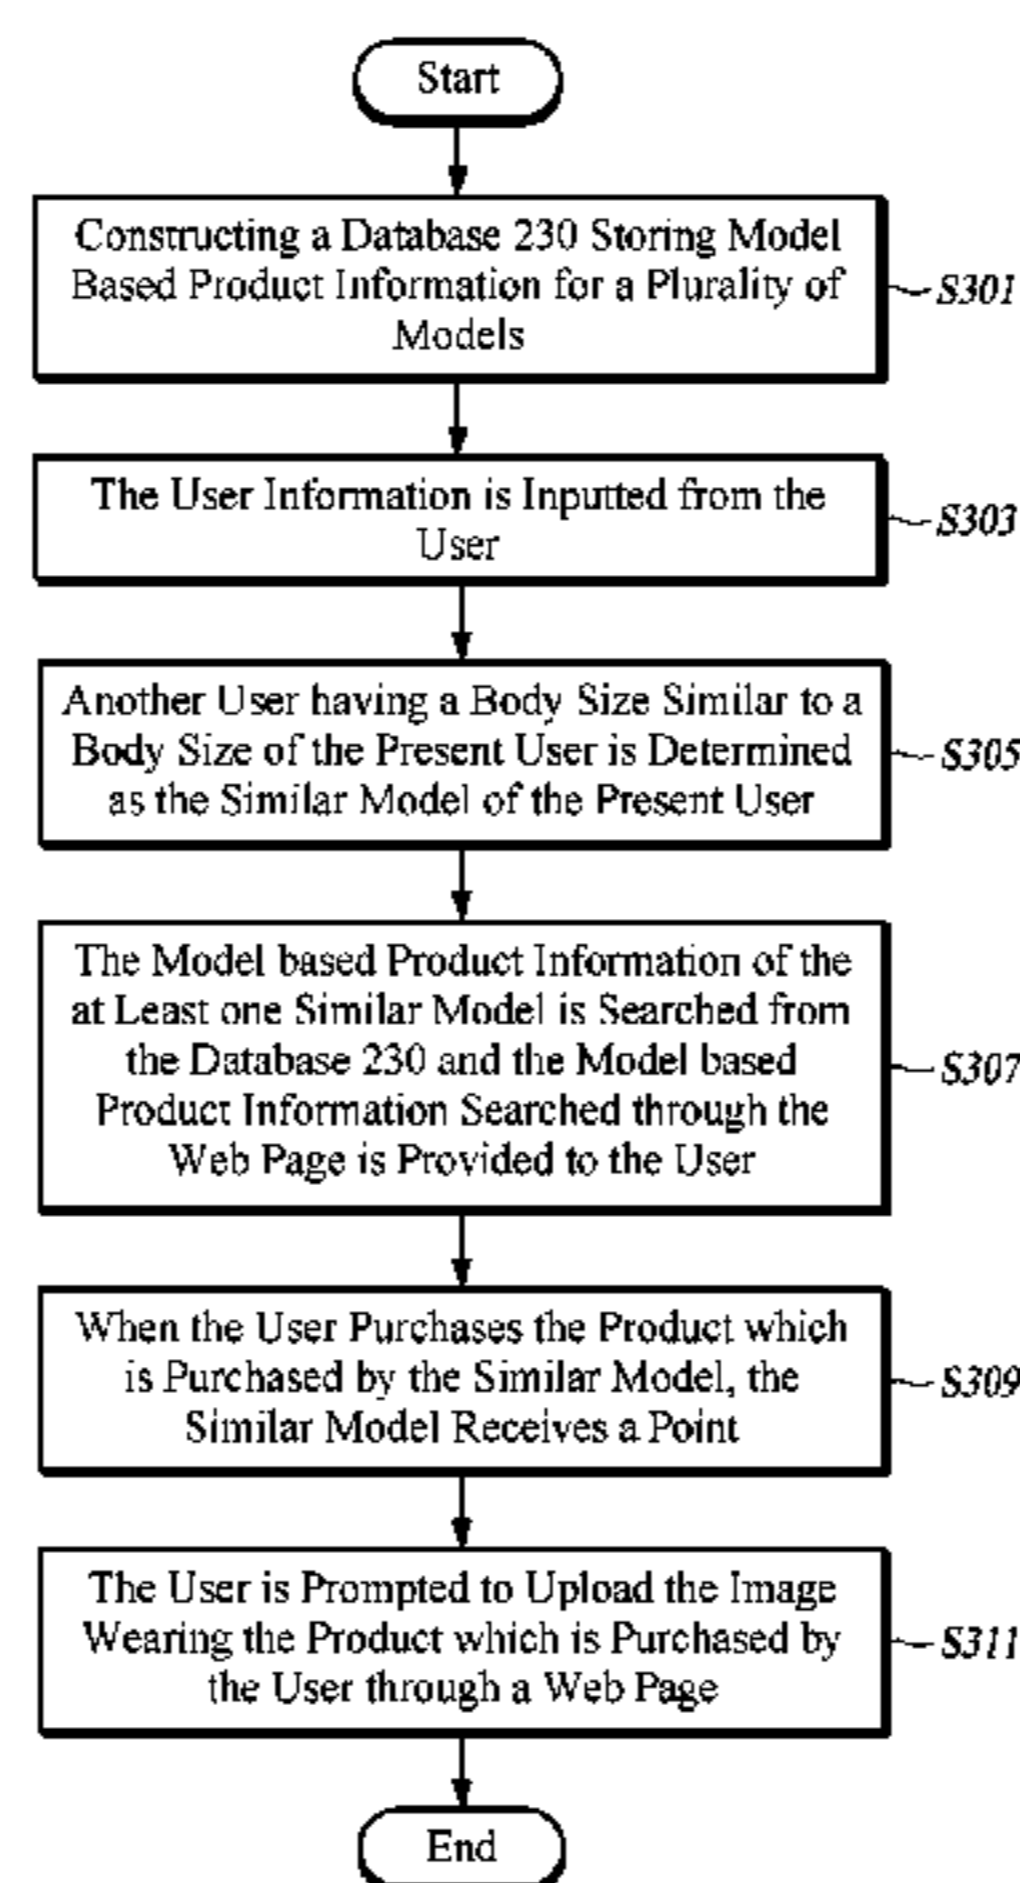 Start
Constructing a Database 230 Storing Model
Based Product Information for a Plurality of
Models
S301
The User Information is Inputted from the
User
S303
Another User having a Body Size Similar to a
Body Size of the Present User is Determined
as the Similar Model of the Present User
S305
The Model based Product Information of the
at Least one Similar Model is Searched from
the Database 230 and the Model based
Product Information Searched through the
Web Page is Provided to the User
S307
When the User Purchases the Product which
is Purchased by the Similar Model, the
Similar Model Receives a Point
S309
The User is Prompted to Upload the Image
Wearing the Product which is Purchased by
the User through a Web Page
S311
End